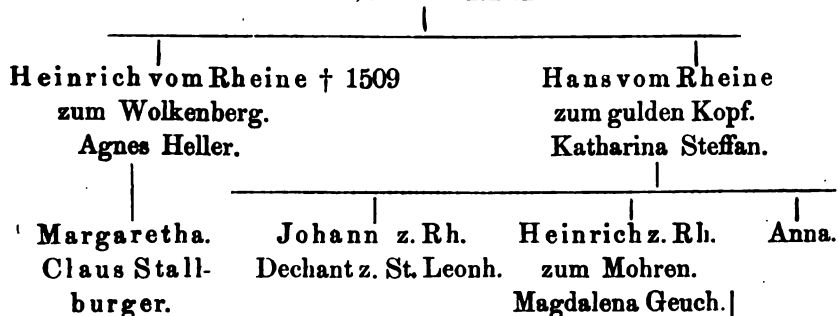 Heinrich vom Rheine † 1509
zum Wolkenberg.
Agnes Heller.
Hans vom Rheine
zum gulden Kopf.
Katharina Steffan.
Margaretha.
Claus Stall-
burger.
Johann z. Rh.
Dechant z. St. Leonh.
Heinrich z. Rh.
zum Mohren.
Magdalena Geuch.
Anna.